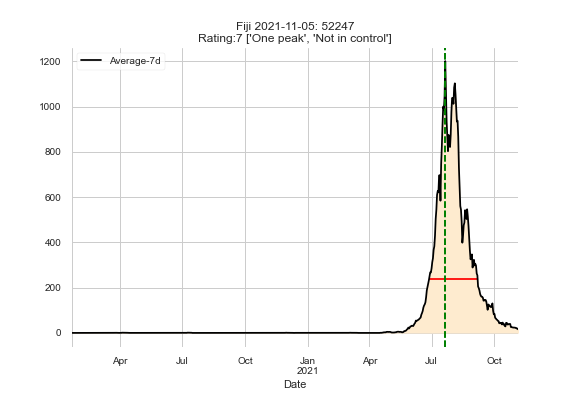 Fiji 2021-11-05: 52247
Rating:7 ['One peak', 'Not in control']
Average-7d
1200
1000
800
600
400
200
0
Apr Jul Oct Jan Apr Jul Oct
2021
Date